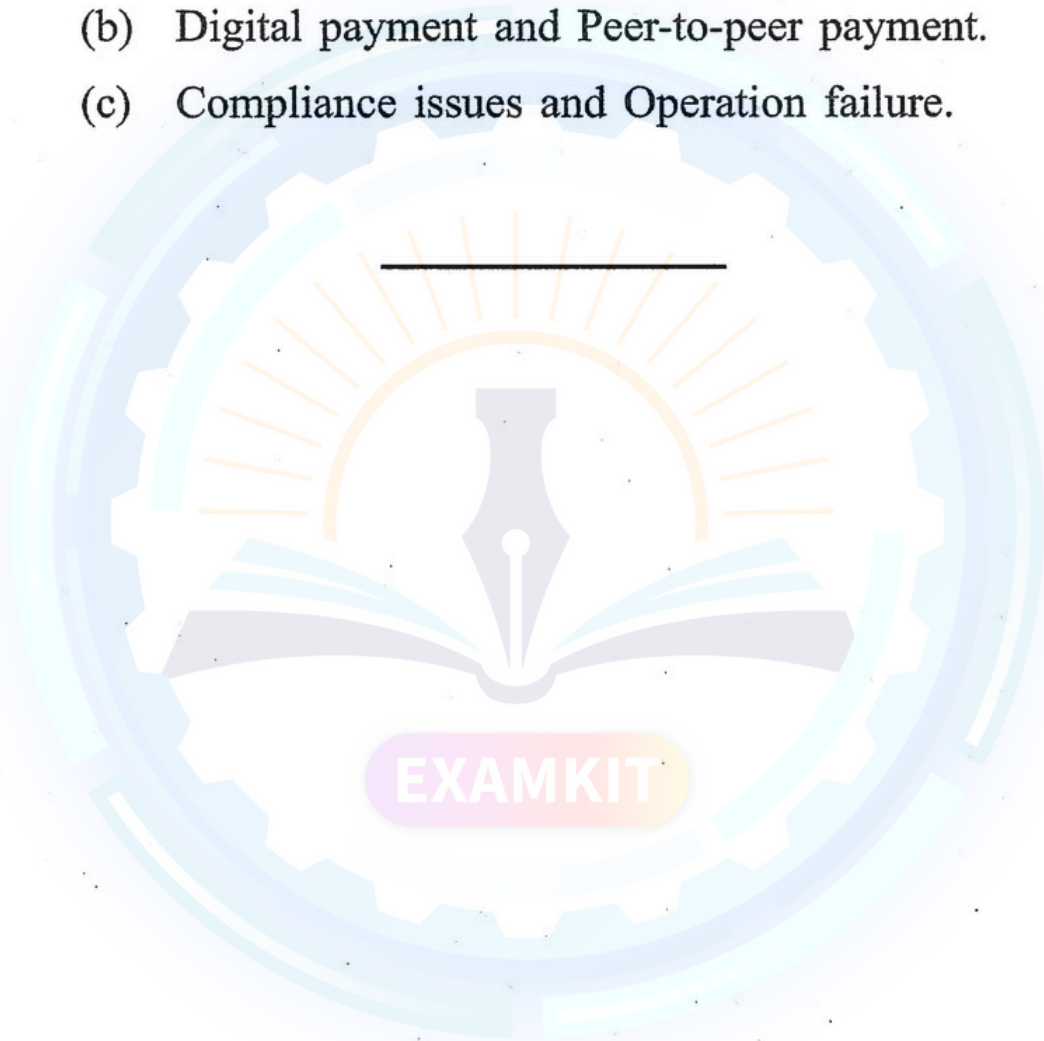 (b) Digital payment and Peer-to-peer payment.
(c) Compliance issues and Operation failure.
EXAMKIT